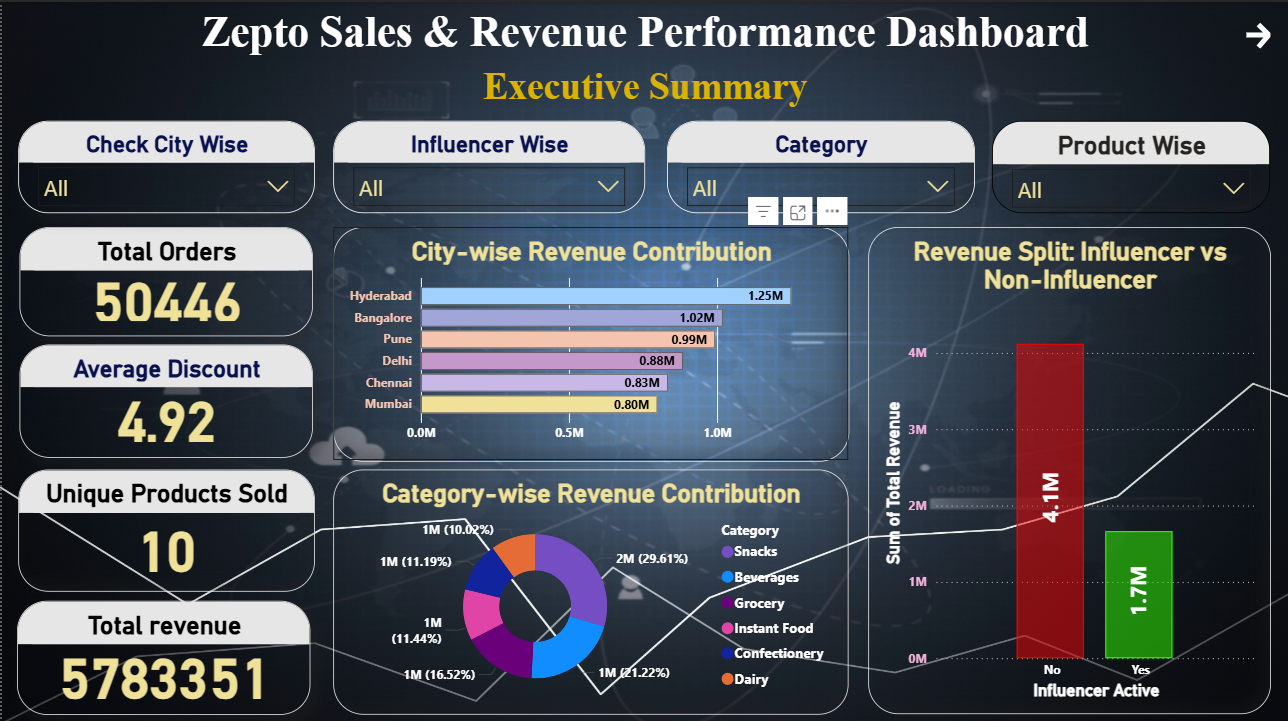 Zepto Sales & Revenue Performance Dashboard
Executive Summary
Check City Wise
All
Influencer Wise
All
Category
All
Product Wise
All
Total Orders
50446
Average Discount
4.92
Unique Products Sold
10
Total revenue
5783351
City-wise Revenue Contribution
Hyderabad 1.25M
Bangalore 1.02M
Pune 0.99M
Delhi 0.88M
Chennai 0.83M
Mumbai 0.80M
0.0M 0.5M 1.0M
Category-wise Revenue Contribution
1M (10.02%)
1M (11.19%)
1M
(11.44%)
1M (16.52%)
2M (29.61%)
1M (21.22%)
Category
Snacks
Beverages
Grocery
Instant Food
Confectionery
Dairy
Revenue Split: Influencer vs
Non-Influencer
Sum of Total Revenue
4M
3M
2M
1M
0M
4.1M
1.7M
No Yes
Influencer Active
LOADING